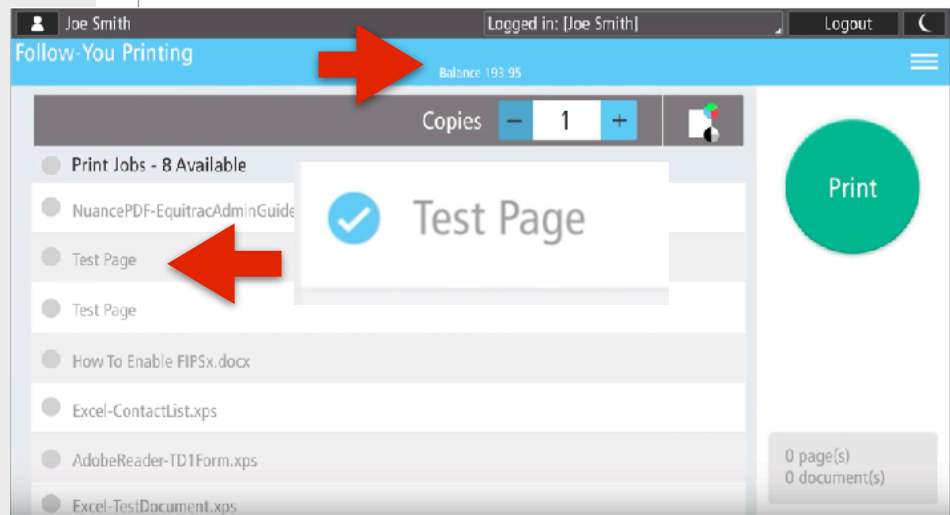 Joe Smith
Logged in: [Joe Smith]
Logout
Follow-You Printing
Balance 193.95
Copies
1
Print Jobs - 8 Available
NuancePDF-EquitracAdminGuide
Test Page
Test Page
Print
Test Page
How To Enable FIPSx.docx
Excel-ContactList.xps
AdobeReader-TD1Form.xps
0 page(s)
0 document(s)
Excel-TestDocument.xps